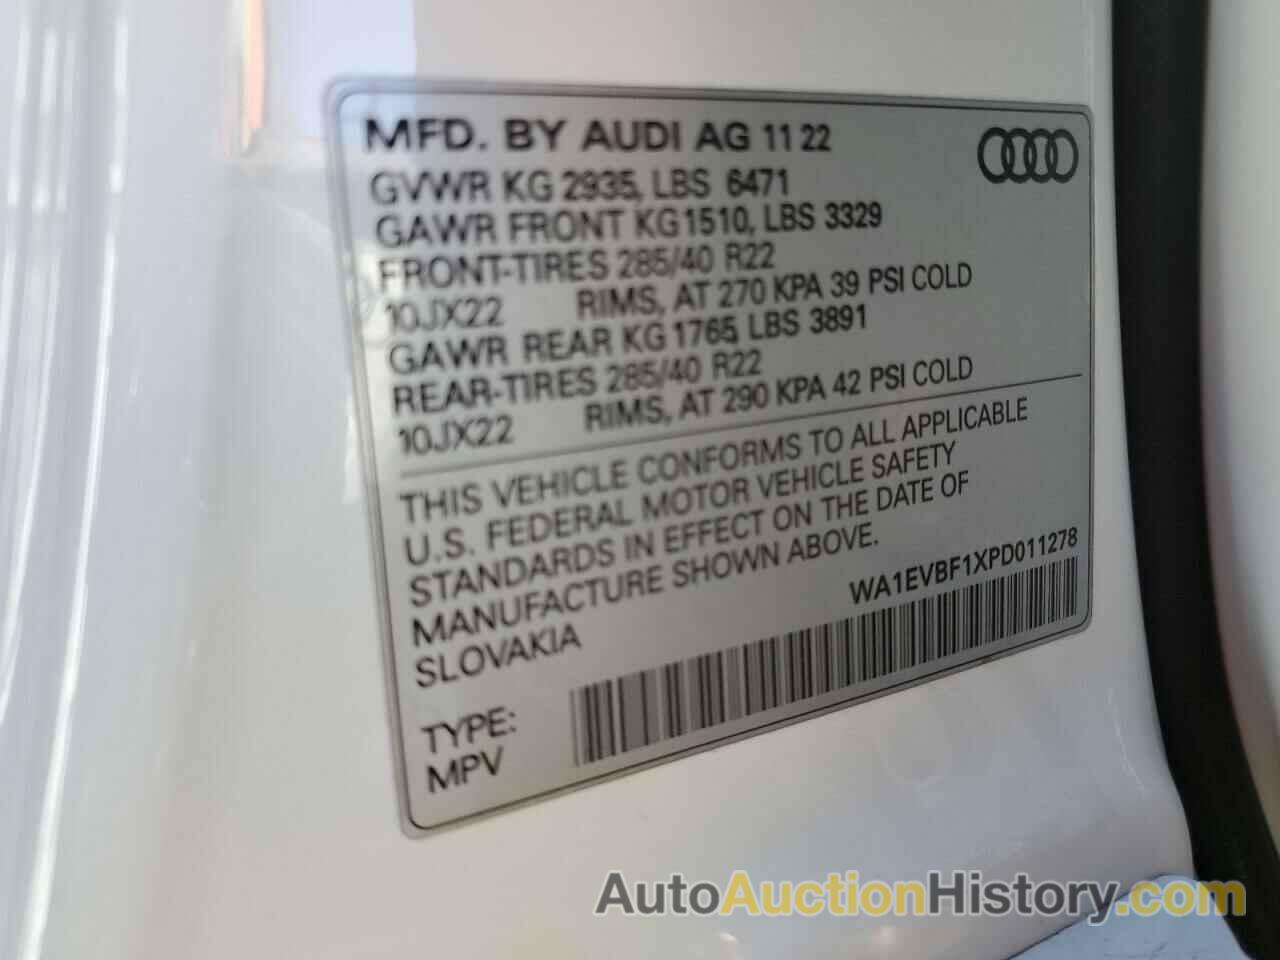 MFD. BY AUDI AG 11 22
GVWR KG 2935, LBS 6471
GAWR FRONT KG 1510, LBS 3329
FRONT-TIRES 285/40 R22
10JX22 RIMS, AT 270 KPA 39 PSI COLD
GAWR REAR KG 1765 LBS 3891
REAR-TIRES 285/40 R22
10JX22 RIMS, AT 290 KPA 42 PSI COLD
THIS VEHICLE CONFORMS TO ALL APPLICABLE
U.S. FEDERAL MOTOR VEHICLE SAFETY
STANDARDS IN EFFECT ON THE DATE OF
MANUFACTURE SHOWN ABOVE.
SLOVAKIA
WA1EVBF1XPD011278
TYPE:
MPV
AutoAuctionHistory.com